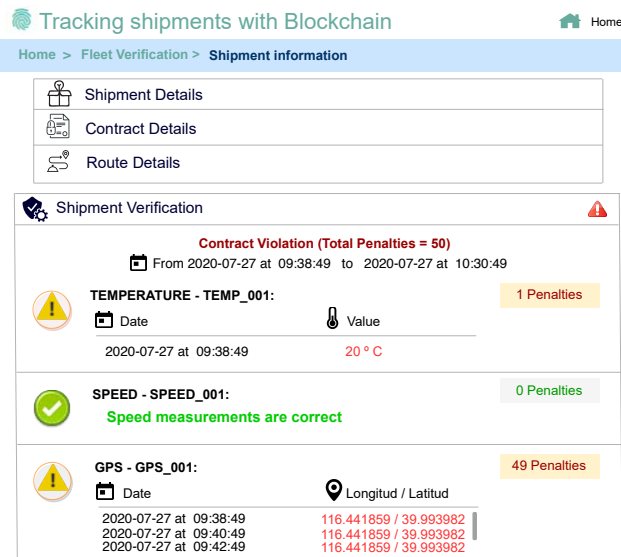 Tracking shipments with Blockchain
Home
Home > Fleet Verification > Shipment information
Shipment Details
Contract Details
Route Details
Shipment Verification
Contract Violation (Total Penalties = 50)
From 2020-07-27 at 09:38:49 to 2020-07-27 at 10:30:49
TEMPERATURE - TEMP_001:
1 Penalties
Date Value
2020-07-27 at 09:38:49 20 º C
SPEED - SPEED_001:
0 Penalties
Speed measurements are correct
GPS - GPS_001:
49 Penalties
Date Longitud / Latitud
2020-07-27 at 09:38:49 116.441859 / 39.993982
2020-07-27 at 09:40:49 116.441859 / 39.993982
2020-07-27 at 09:42:49 116.441859 / 39.993982